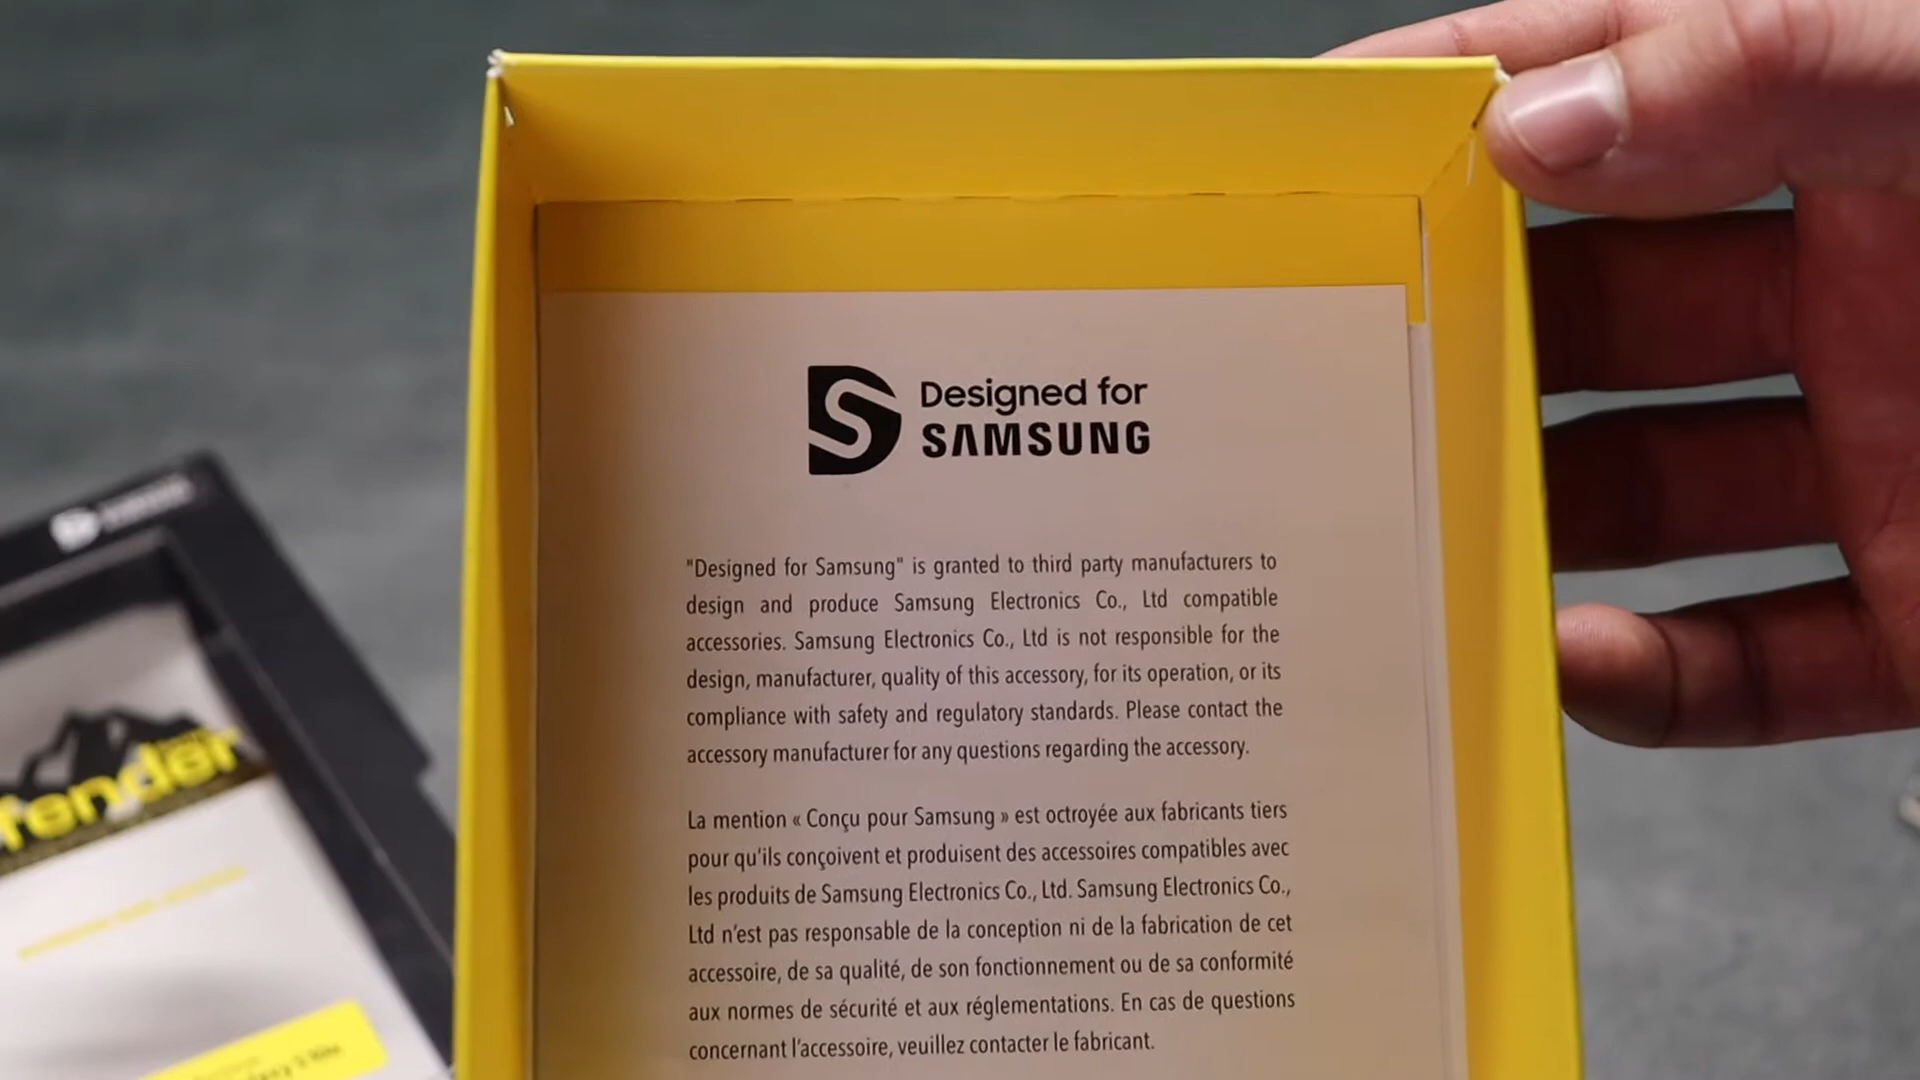 Designed for
SAMSUNG
"Designed for Samsung" is granted to third party manufacturers to
design and produce Samsung Electronics Co., Ltd compatible
accessories. Samsung Electronics Co., Ltd is not responsible for the
design, manufacturer, quality of this accessory, for its operation, or its
compliance with safety and regulatory standards. Please contact the
accessory manufacturer for any questions regarding the accessory.
La mention « Conçu pour Samsung » est octroyée aux fabricants tiers
pour qu'ils conçoivent et produisent des accessoires compatibles avec
les produits de Samsung Electronics Co., Ltd. Samsung Electronics Co.,
Ltd n'est pas responsable de la conception ni de la fabrication de cet
accessoire, de sa qualité, de son fonctionnement ou de sa conformité
aux normes de sécurité et aux réglementations. En cas de questions
concernant l'accessoire, veuillez contacter le fabricant.
fender